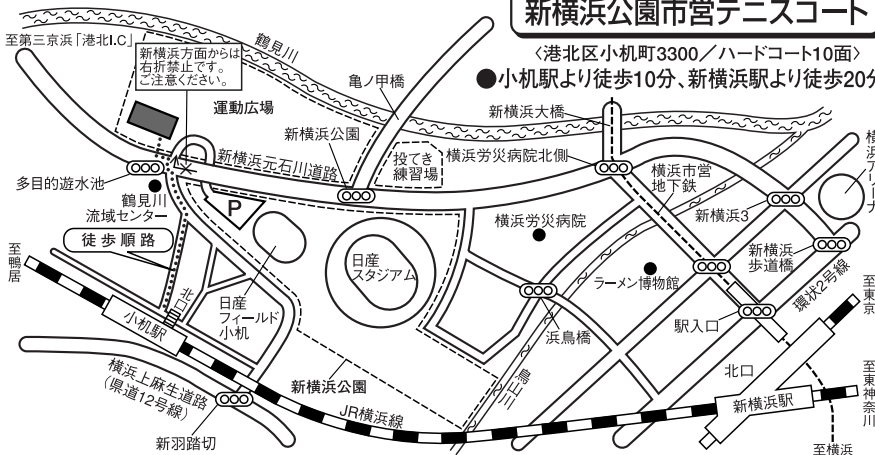 新横浜公園市営テニスコート
〈港北区小机町3300／ハードコート10面〉
●小机駅より徒歩10分、新横浜駅より徒歩20分
至第三京浜「港北I.C」
新横浜方面からは
右折禁止です。
ご注意ください。
鶴見川
亀ノ甲橋
運動広場
新横浜公園
新横浜元石川道路
投てき
練習場
新横浜大橋
横浜労災病院北側
横浜市営
地下鉄
横浜アリーナ
多目的遊水池
鶴見川
流域センター
P
徒歩順路
日産
スタジアム
横浜労災病院
新横浜3
新横浜
歩道橋
至鴨居
北口
小机駅
日産
フィールド
小机
ラーメン博物館
浜鳥橋
駅入口
環状2号線
至東京
横浜上麻生道路
(県道12号線)
新羽踏切
新横浜公園
JR横浜線
鳥山川
北口
新横浜駅
至東神奈川
至横浜